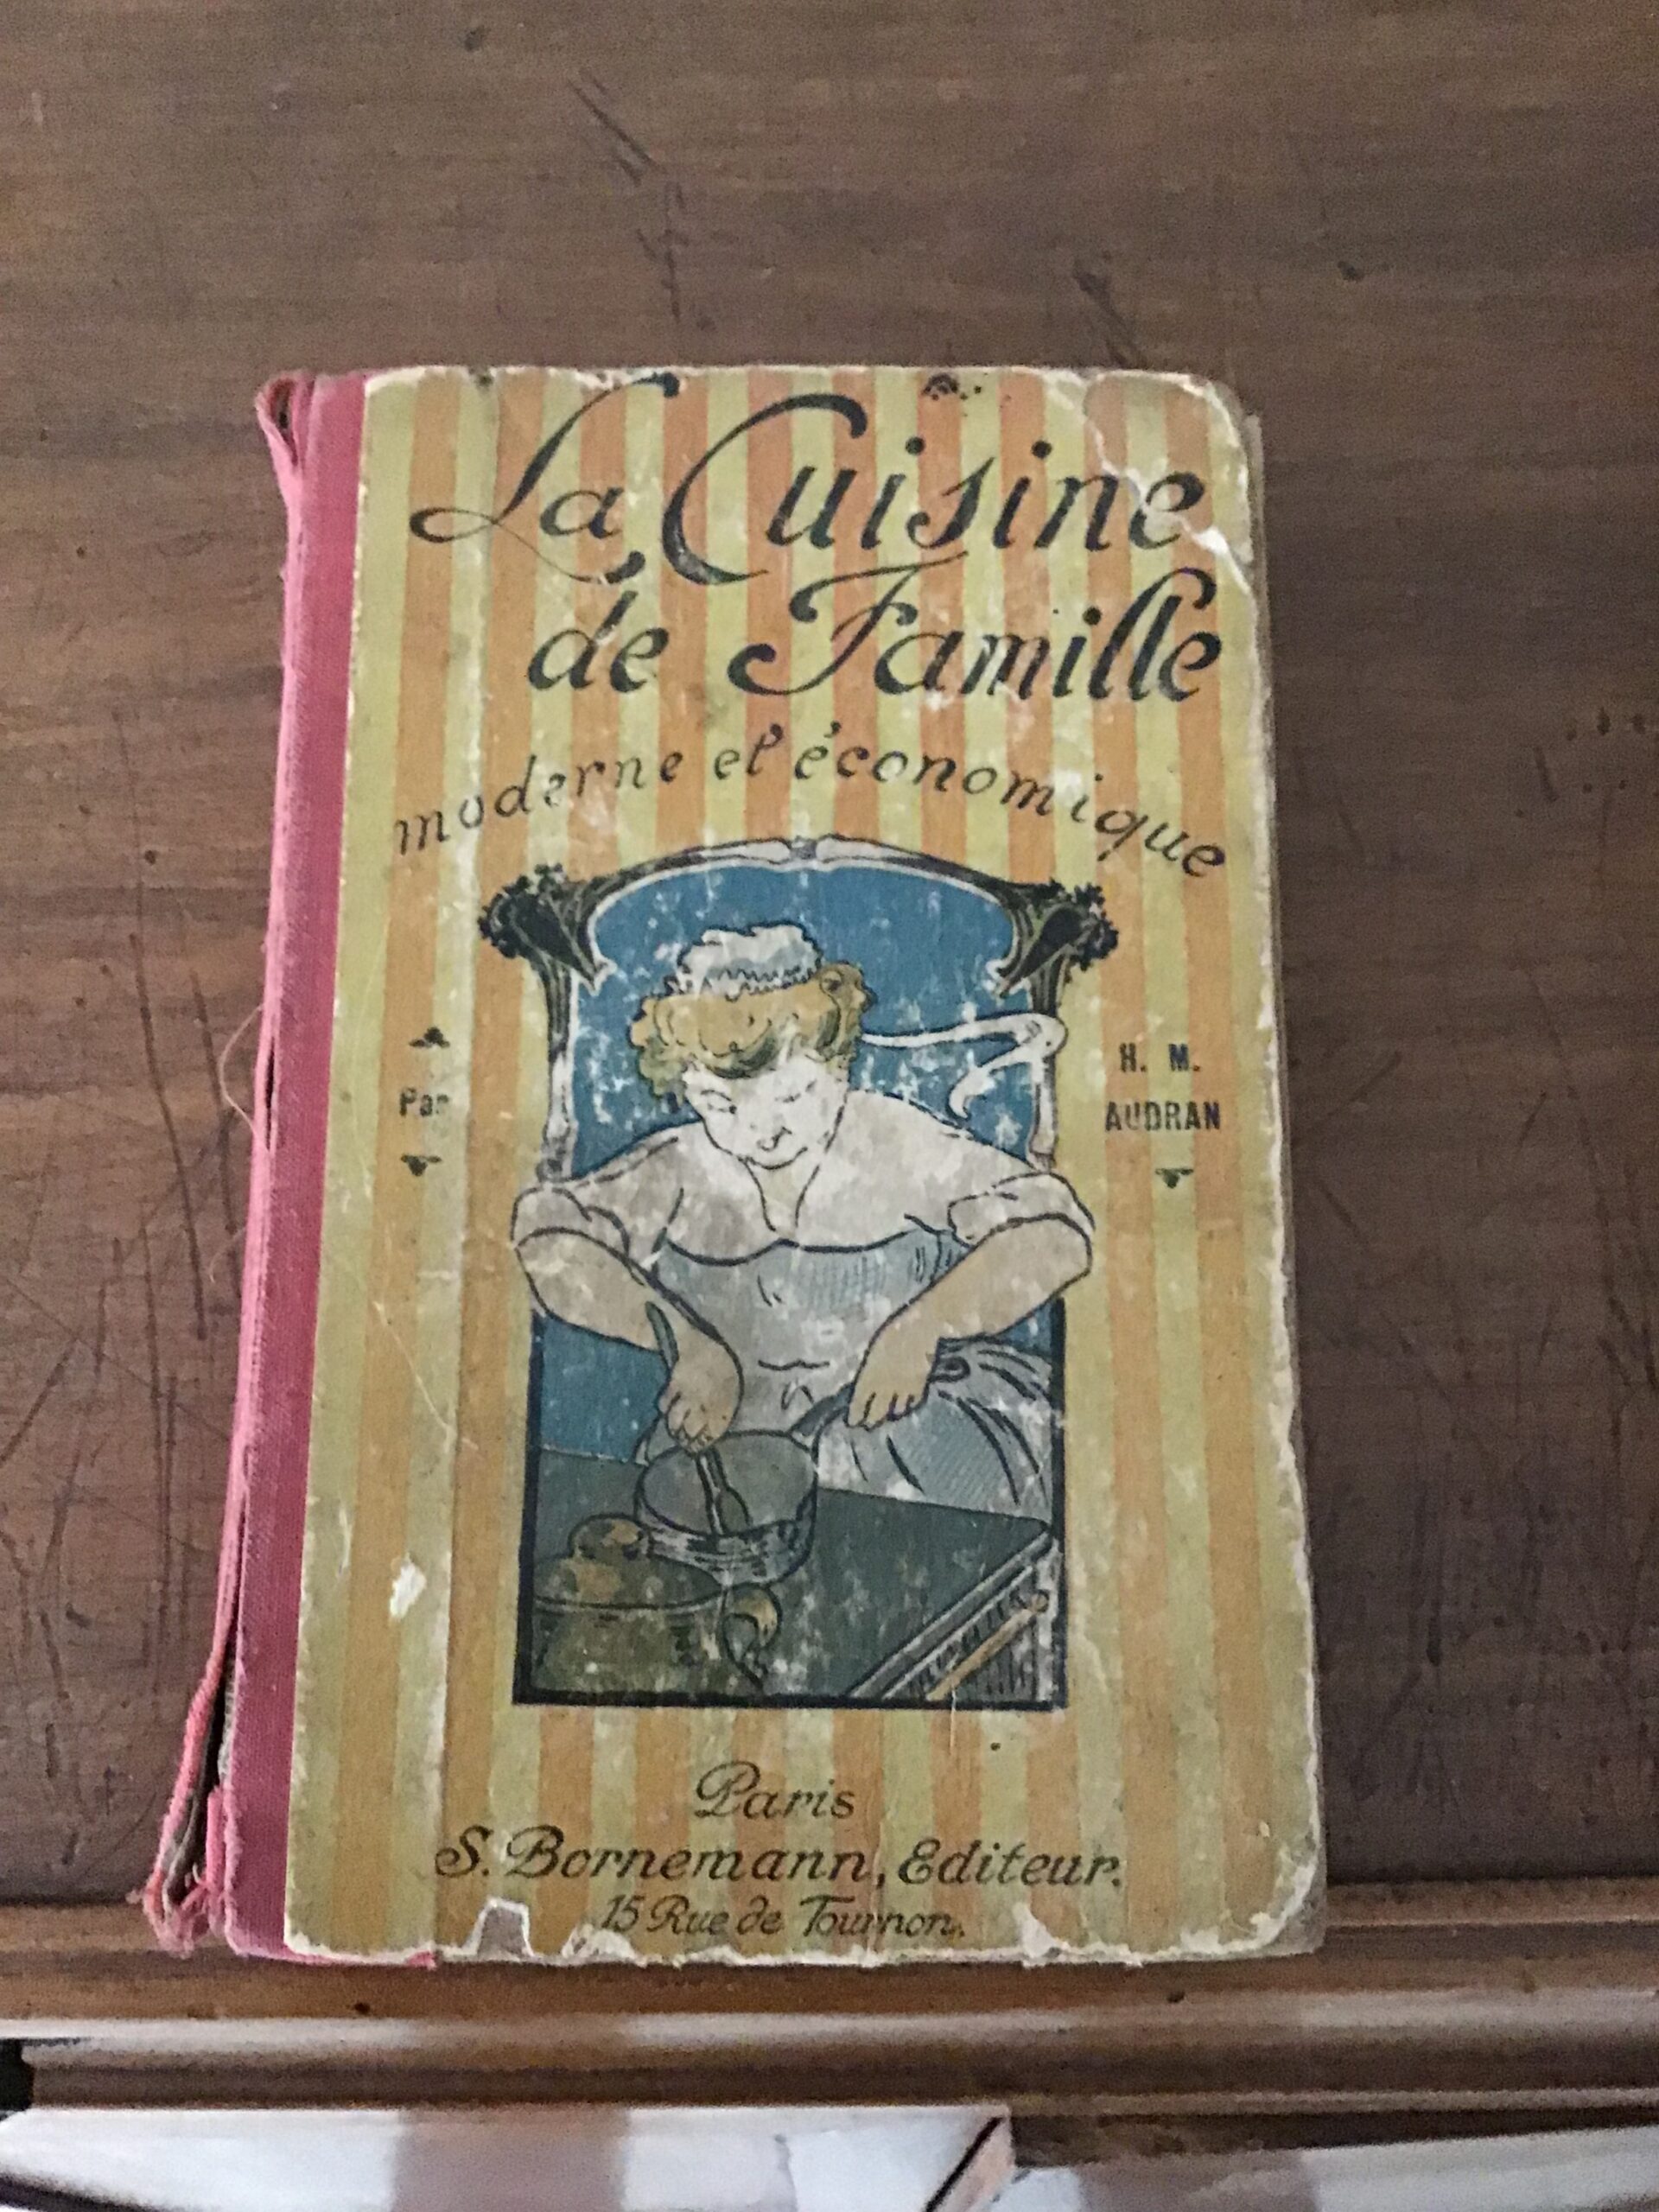 La Cuisine
de Famille
moderne et économique
Par
H. M.
AUDRAN
Paris
S. Bornemann, Editeur.
15 Rue de Tournon.